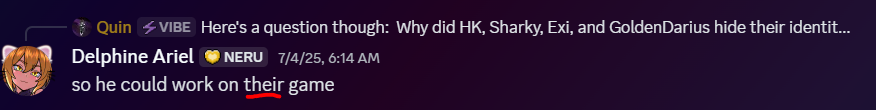 Quin VIBE Here's a question though: Why did HK, Sharky, Exi, and GoldenDarius hide their identit...
Delphine Ariel NERU 7/4/25, 6:14 AM
so he could work on their game